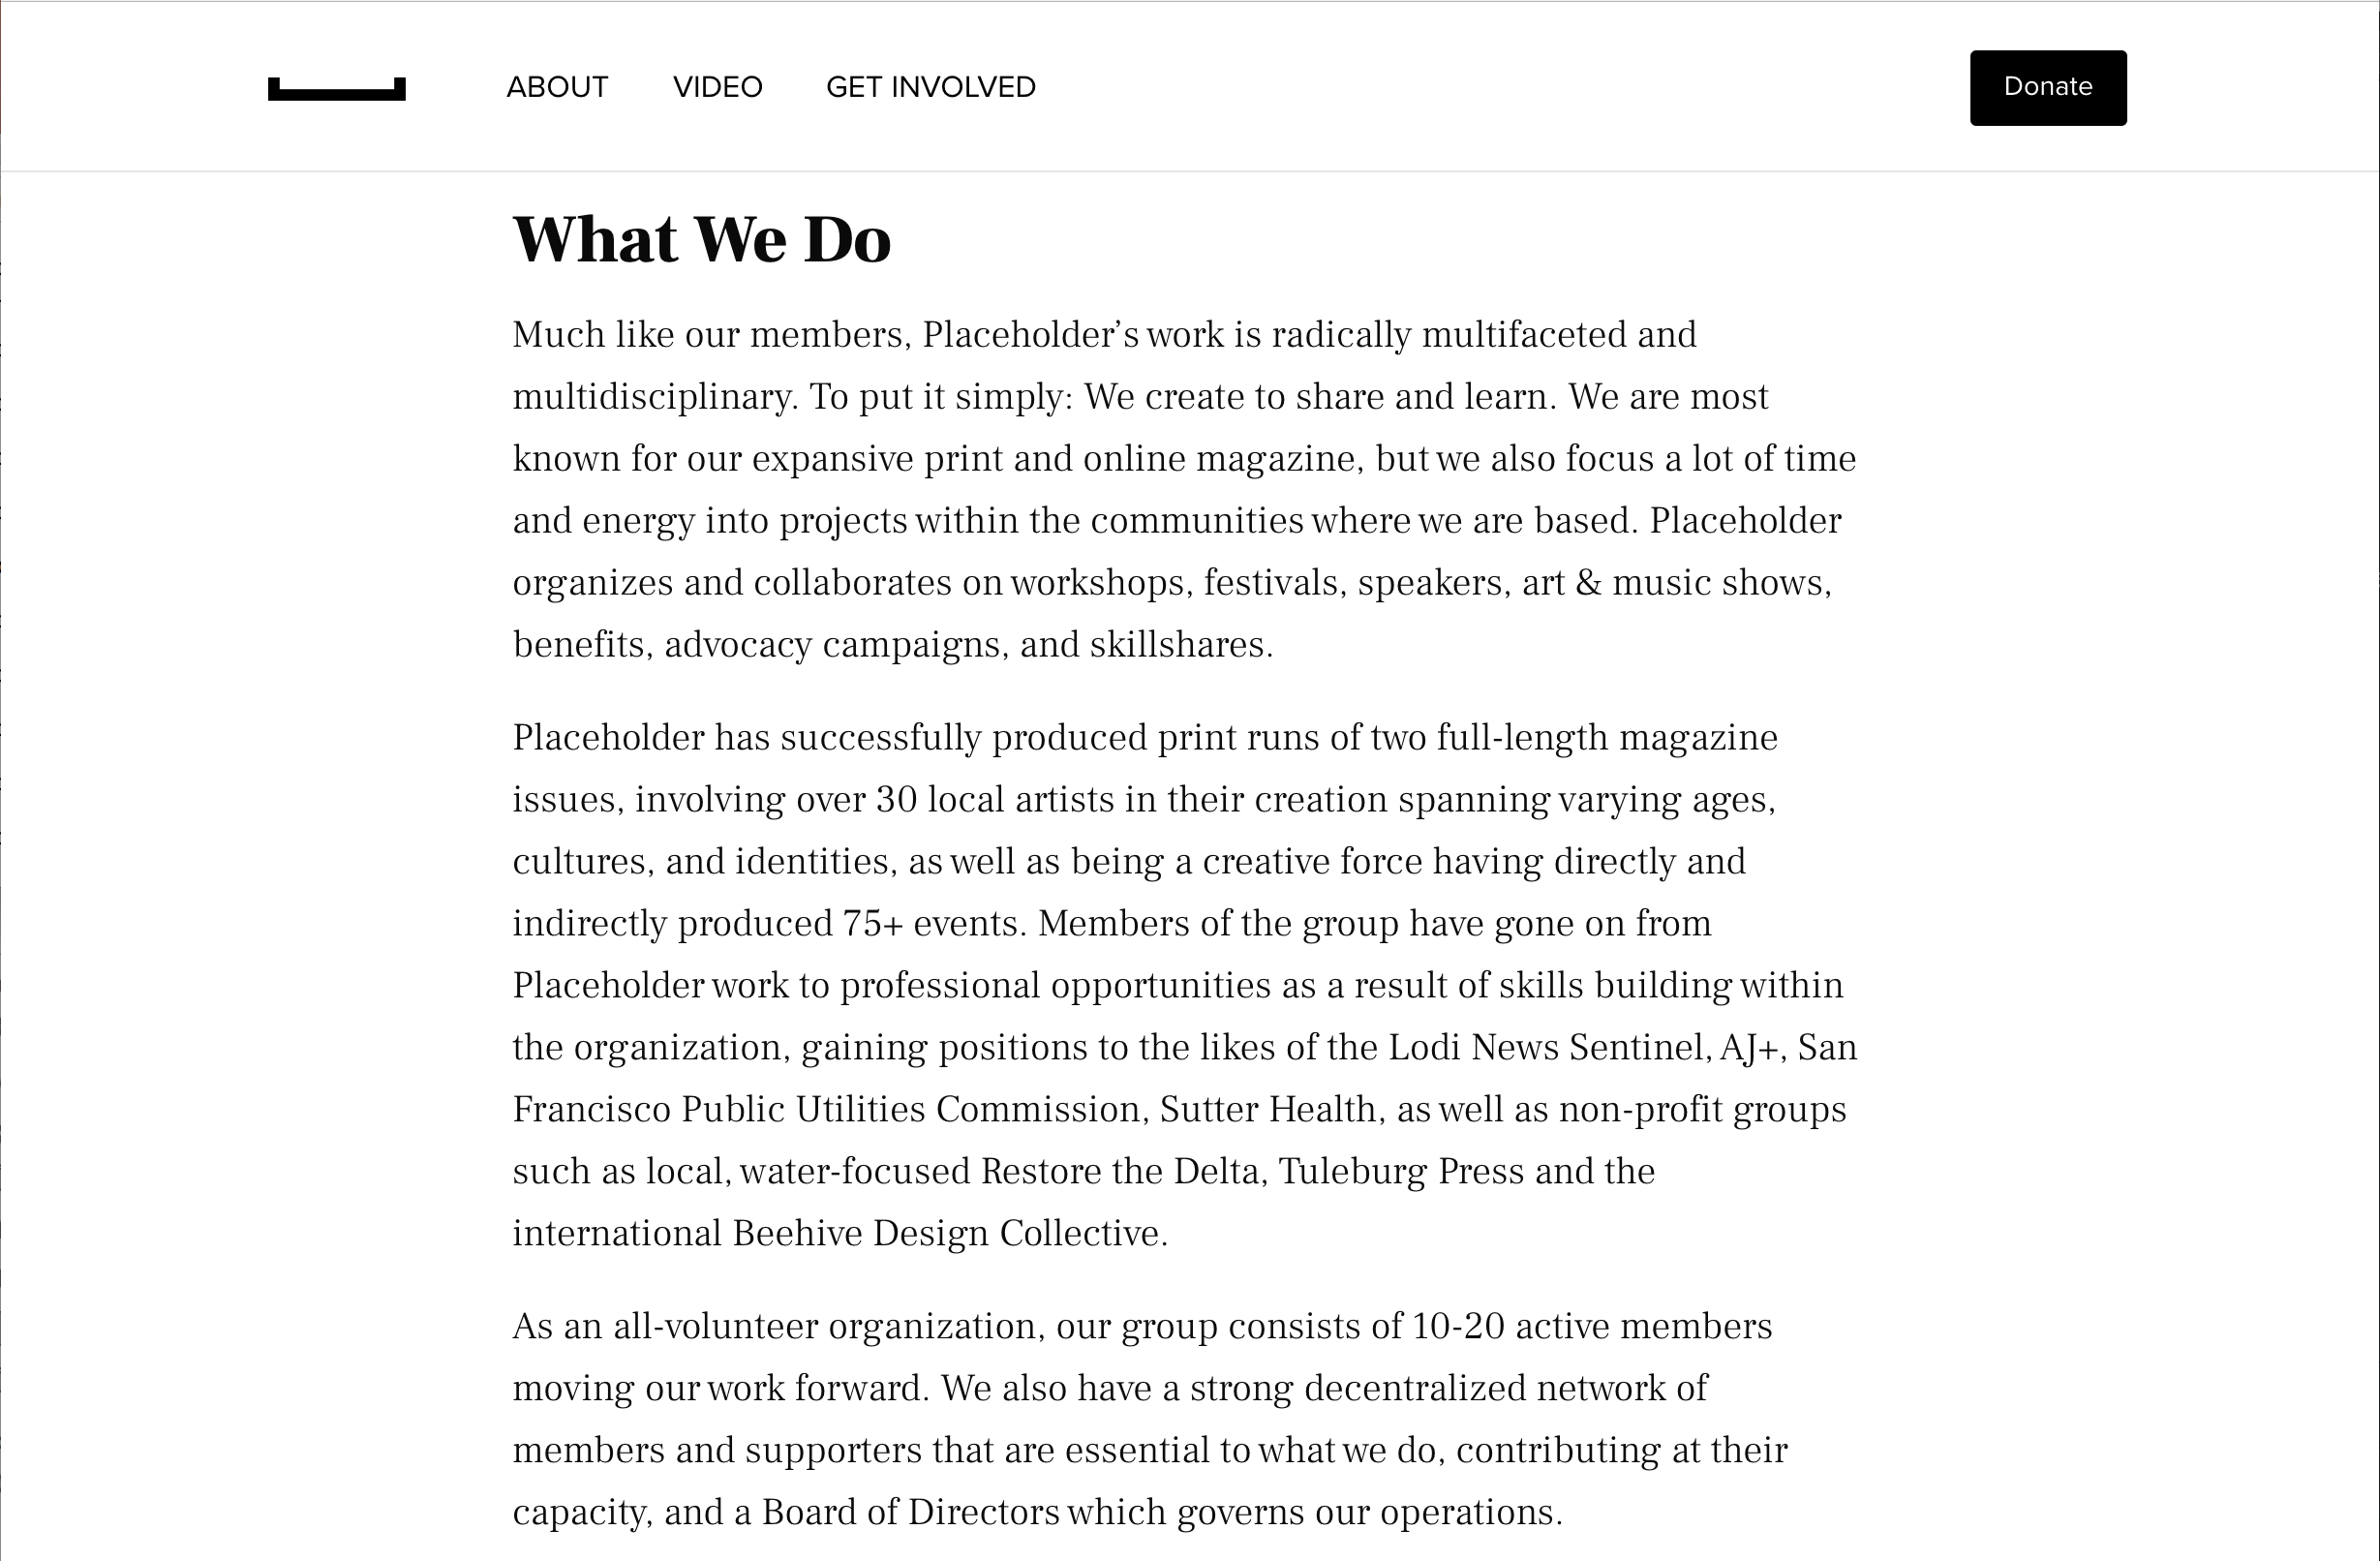 ABOUT VIDEO GET INVOLVED Donate
What We Do
Much like our members, Placeholder’s work is radically multifaceted and
multidisciplinary. To put it simply: We create to share and learn. We are most
known for our expansive print and online magazine, but we also focus a lot of time
and energy into projects within the communities where we are based. Placeholder
organizes and collaborates on workshops, festivals, speakers, art & music shows,
benefits, advocacy campaigns, and skillshares.
Placeholder has successfully produced print runs of two full-length magazine
issues, involving over 30 local artists in their creation spanning varying ages,
cultures, and identities, as well as being a creative force having directly and
indirectly produced 75+ events. Members of the group have gone on from
Placeholder work to professional opportunities as a result of skills building within
the organization, gaining positions to the likes of the Lodi News Sentinel, AJ+, San
Francisco Public Utilities Commission, Sutter Health, as well as non-profit groups
such as local, water-focused Restore the Delta, Tuleburg Press and the
international Beehive Design Collective.
As an all-volunteer organization, our group consists of 10-20 active members
moving our work forward. We also have a strong decentralized network of
members and supporters that are essential to what we do, contributing at their
capacity, and a Board of Directors which governs our operations.